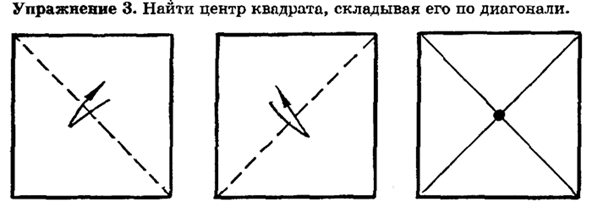 Упражнение 3. Найти центр квадрата, складывая его по диагонали.